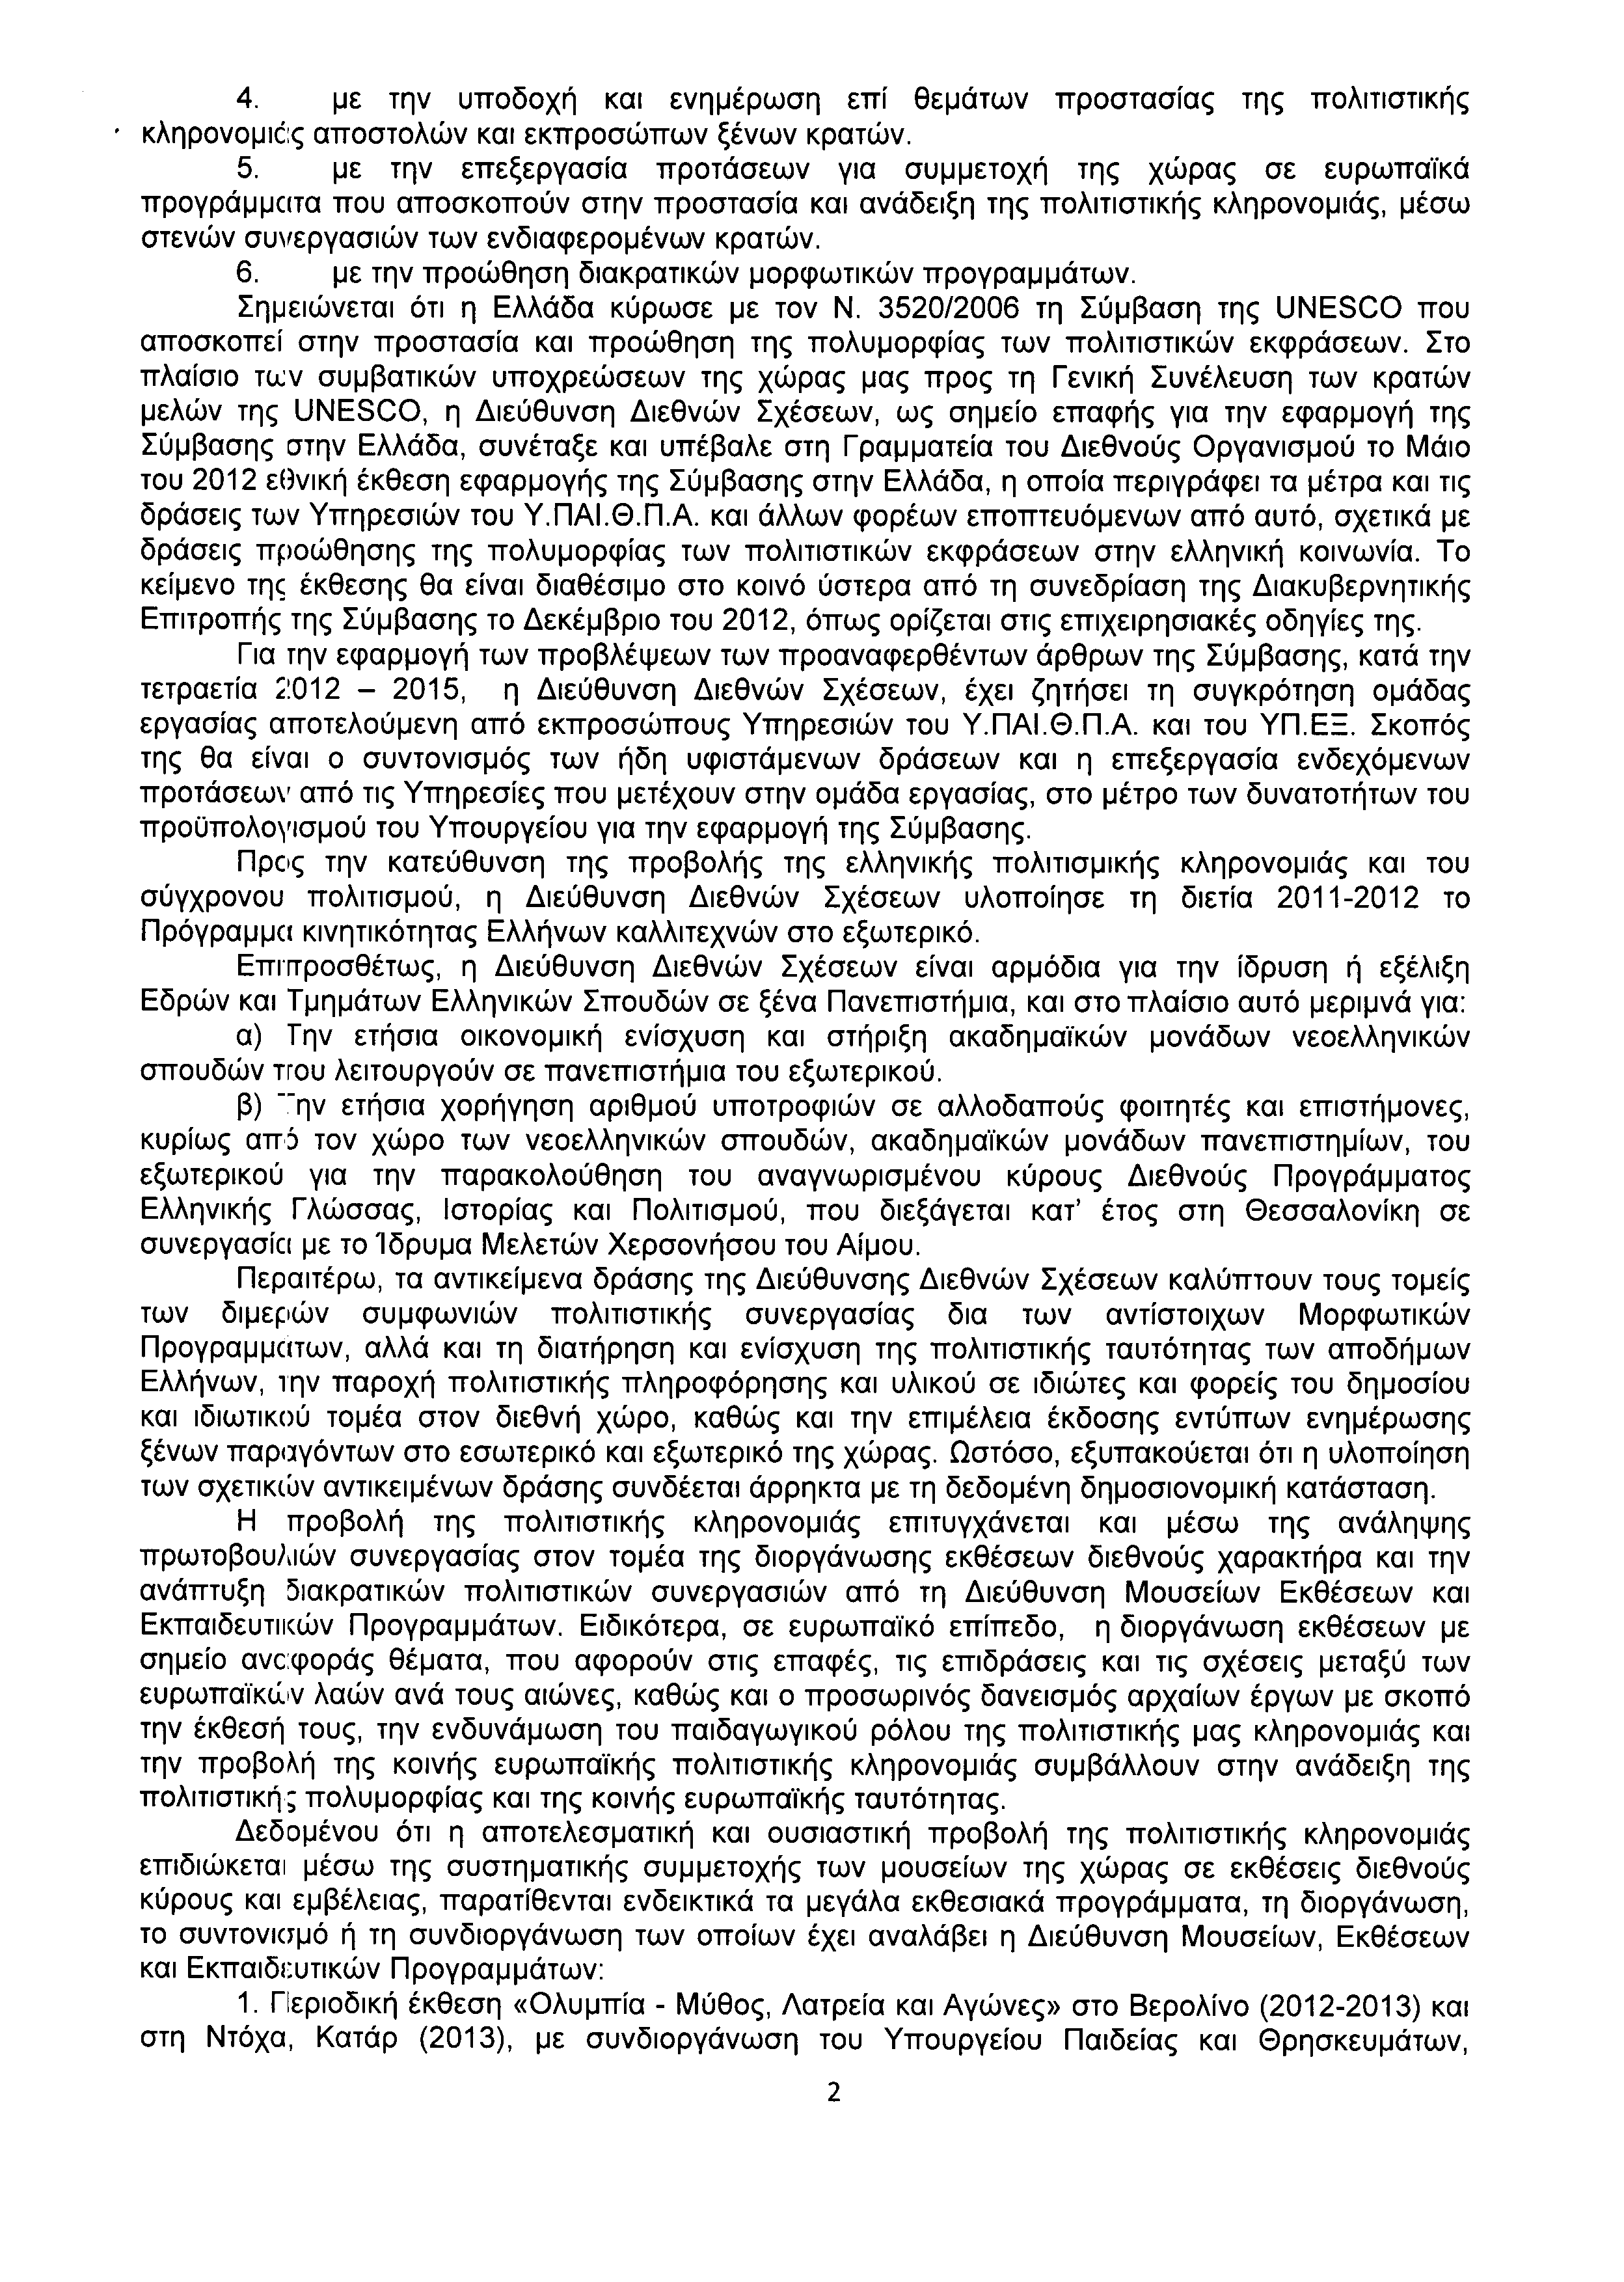 4. με την υποδοχή και ενημέρωση επί θεμάτων προστασίας της πολιτιστικής
κληρονομιάς αποστολών και εκπροσώπων ξένων κρατών.
5. με την επεξεργασία προτάσεων για συμμετοχή της χώρας σε ευρωπαϊκά
προγράμματα που αποσκοπούν στην προστασία και ανάδειξη της πολιτιστικής κληρονομιάς, μέσω
στενών συνεργασιών των ενδιαφερομένων κρατών.
6. με την προώθηση διακρατικών μορφωτικών προγραμμάτων.
Σημειώνεται ότι η Ελλάδα κύρωσε με τον Ν. 3520/2006 τη Σύμβαση της UNESCO που
αποσκοπεί στην προστασία και προώθηση της πολυμορφίας των πολιτιστικών εκφράσεων. Στο
πλαίσιο των συμβατικών υποχρεώσεων της χώρας μας προς τη Γενική Συνέλευση των κρατών
μελών της UNESCO, η Διεύθυνση Διεθνών Σχέσεων, ως σημείο επαφής για την εφαρμογή της
Σύμβασης στην Ελλάδα, συνέταξε και υπέβαλε στη Γραμματεία του Διεθνούς Οργανισμού το Μάιο
του 2012 εθνική έκθεση εφαρμογής της Σύμβασης στην Ελλάδα, η οποία περιγράφει τα μέτρα και τις
δράσεις των Υπηρεσιών του Υ.ΠΑΙ.Θ.Π.Α. και άλλων φορέων εποπτευόμενων από αυτό, σχετικά με
δράσεις προώθησης της πολυμορφίας των πολιτιστικών εκφράσεων στην ελληνική κοινωνία. Το
κείμενο της έκθεσης θα είναι διαθέσιμο στο κοινό ύστερα από τη συνεδρίαση της Διακυβερνητικής
Επιτροπής της Σύμβασης το Δεκέμβριο του 2012, όπως ορίζεται στις επιχειρησιακές οδηγίες της.
Για την εφαρμογή των προβλέψεων των προαναφερθέντων άρθρων της Σύμβασης, κατά την
τετραετία 2012 – 2015, η Διεύθυνση Διεθνών Σχέσεων, έχει ζητήσει τη συγκρότηση ομάδας
εργασίας αποτελούμενη από εκπροσώπους Υπηρεσιών του Υ.ΠΑΙ.Θ.Π.Α. και του ΥΠ.ΕΞ. Σκοπός
της θα είναι ο συντονισμός των ήδη υφιστάμενων δράσεων και η επεξεργασία ενδεχόμενων
προτάσεων από τις Υπηρεσίες που μετέχουν στην ομάδα εργασίας, στο μέτρο των δυνατοτήτων του
προϋπολογισμού του Υπουργείου για την εφαρμογή της Σύμβασης.
Προς την κατεύθυνση της προβολής της ελληνικής πολιτισμικής κληρονομιάς και του
σύγχρονου πολιτισμού, η Διεύθυνση Διεθνών Σχέσεων υλοποίησε τη διετία 2011-2012 το
Πρόγραμμα κινητικότητας Ελλήνων καλλιτεχνών στο εξωτερικό.
Επιπροσθέτως, η Διεύθυνση Διεθνών Σχέσεων είναι αρμόδια για την ίδρυση ή εξέλιξη
Εδρών και Τμημάτων Ελληνικών Σπουδών σε ξένα Πανεπιστήμια, και στο πλαίσιο αυτό μεριμνά για:
α) Την ετήσια οικονομική ενίσχυση και στήριξη ακαδημαϊκών μονάδων νεοελληνικών
σπουδών που λειτουργούν σε πανεπιστήμια του εξωτερικού.
β) Την ετήσια χορήγηση αριθμού υποτροφιών σε αλλοδαπούς φοιτητές και επιστήμονες,
κυρίως από τον χώρο των νεοελληνικών σπουδών, ακαδημαϊκών μονάδων πανεπιστημίων, του
εξωτερικού για την παρακολούθηση του αναγνωρισμένου κύρους Διεθνούς Προγράμματος
Ελληνικής Γλώσσας, Ιστορίας και Πολιτισμού, που διεξάγεται κατ' έτος στη Θεσσαλονίκη σε
συνεργασία με το Ίδρυμα Μελετών Χερσονήσου του Αίμου.
Περαιτέρω, τα αντικείμενα δράσης της Διεύθυνσης Διεθνών Σχέσεων καλύπτουν τους τομείς
των διμερών συμφωνιών πολιτιστικής συνεργασίας δια των αντίστοιχων Μορφωτικών
Προγραμμάτων, αλλά και τη διατήρηση και ενίσχυση της πολιτιστικής ταυτότητας των αποδήμων
Ελλήνων, την παροχή πολιτιστικής πληροφόρησης και υλικού σε ιδιώτες και φορείς του δημοσίου
και ιδιωτικού τομέα στον διεθνή χώρο, καθώς και την επιμέλεια έκδοσης εντύπων ενημέρωσης
ξένων παραγόντων στο εσωτερικό και εξωτερικό της χώρας. Ωστόσο, εξυπακούεται ότι η υλοποίηση
των σχετικών αντικειμένων δράσης συνδέεται άρρηκτα με τη δεδομένη δημοσιονομική κατάσταση.
Η προβολή της πολιτιστικής κληρονομιάς επιτυγχάνεται και μέσω της ανάληψης
πρωτοβουλιών συνεργασίας στον τομέα της διοργάνωσης εκθέσεων διεθνούς χαρακτήρα και την
ανάπτυξη διακρατικών πολιτιστικών συνεργασιών από τη Διεύθυνση Μουσείων Εκθέσεων και
Εκπαιδευτικών Προγραμμάτων. Ειδικότερα, σε ευρωπαϊκό επίπεδο, η διοργάνωση εκθέσεων με
σημείο αναφοράς θέματα, που αφορούν στις επαφές, τις επιδράσεις και τις σχέσεις μεταξύ των
ευρωπαϊκών λαών ανά τους αιώνες, καθώς και ο προσωρινός δανεισμός αρχαίων έργων με σκοπό
την έκθεσή τους, την ενδυνάμωση του παιδαγωγικού ρόλου της πολιτιστικής μας κληρονομιάς και
την προβολή της κοινής ευρωπαϊκής πολιτιστικής κληρονομιάς συμβάλλουν στην ανάδειξη της
πολιτιστικής πολυμορφίας και της κοινής ευρωπαϊκής ταυτότητας.
Δεδομένου ότι η αποτελεσματική και ουσιαστική προβολή της πολιτιστικής κληρονομιάς
επιδιώκεται μέσω της συστηματικής συμμετοχής των μουσείων της χώρας σε εκθέσεις διεθνούς
κύρους και εμβέλειας, παρατίθενται ενδεικτικά τα μεγάλα εκθεσιακά προγράμματα, τη διοργάνωση,
το συντονισμό ή τη συνδιοργάνωση των οποίων έχει αναλάβει η Διεύθυνση Μουσείων, Εκθέσεων
και Εκπαιδευτικών Προγραμμάτων:
1. Περιοδική έκθεση «Ολυμπία - Μύθος, Λατρεία και Αγώνες» στο Βερολίνο (2012-2013) και
στη Ντόχα, Κατάρ (2013), με συνδιοργάνωση του Υπουργείου Παιδείας και Θρησκευμάτων,
2